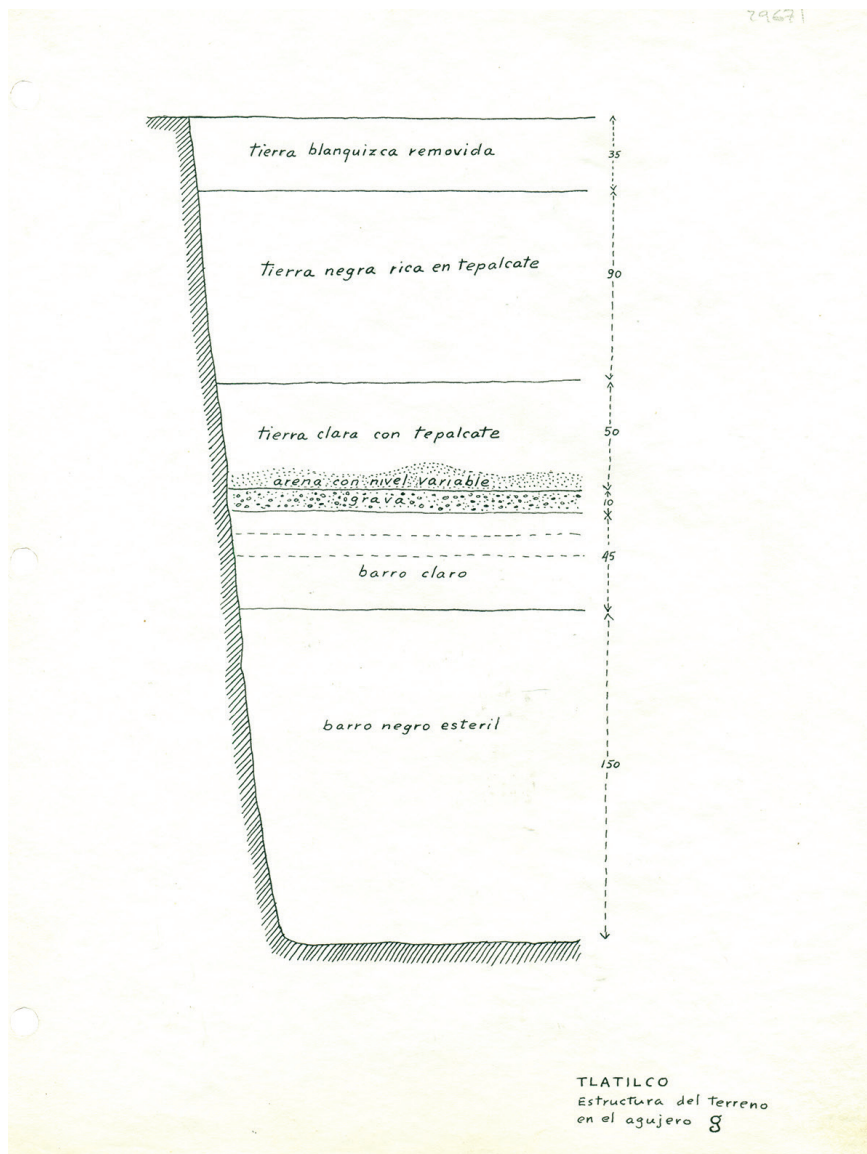 29671
tierra blanquizca removida
35
tierra negra rica en tepalcate
90
tierra clara con tepalcate
50
arena con nivel variable
grava
10
45
barro claro
barro negro esteril
150
TLATILCO
Estructura del terreno
en el agujero g